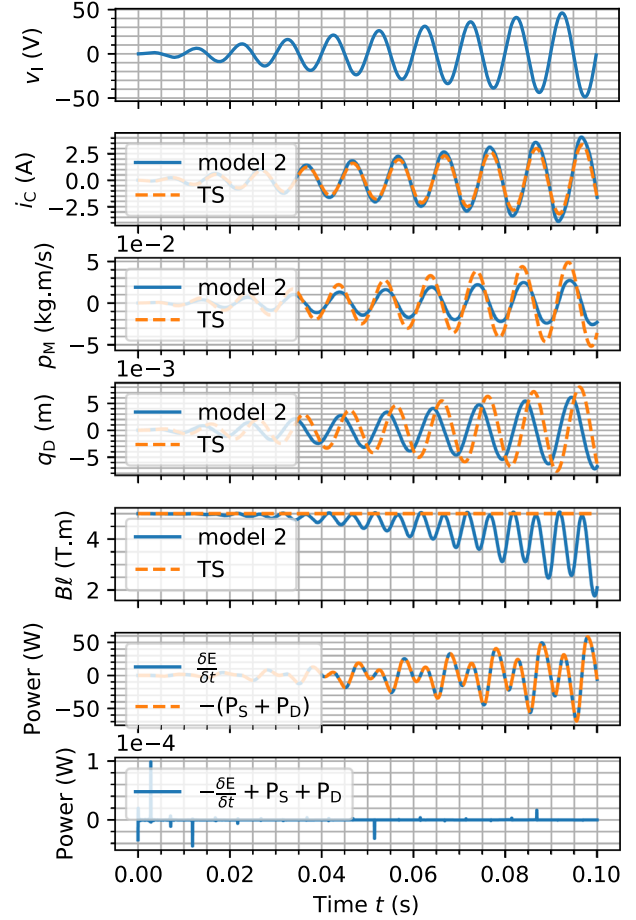 50
0
−50
v_I (V)
2.5
0.0
−2.5
i_C (A)
model 2
TS
1e−2
5
0
−5
p_M (kg.m/s)
model 2
TS
1e−3
5
0
−5
q_D (m)
model 2
TS
4
2
Bℓ (T.m)
model 2
TS
50
0
−50
Power (W)
δE/δt
−(P_S + P_D)
1e−4
1
0
Power (W)
−δE/δt + P_S + P_D
0.00 0.02 0.04 0.06 0.08 0.10
Time t (s)